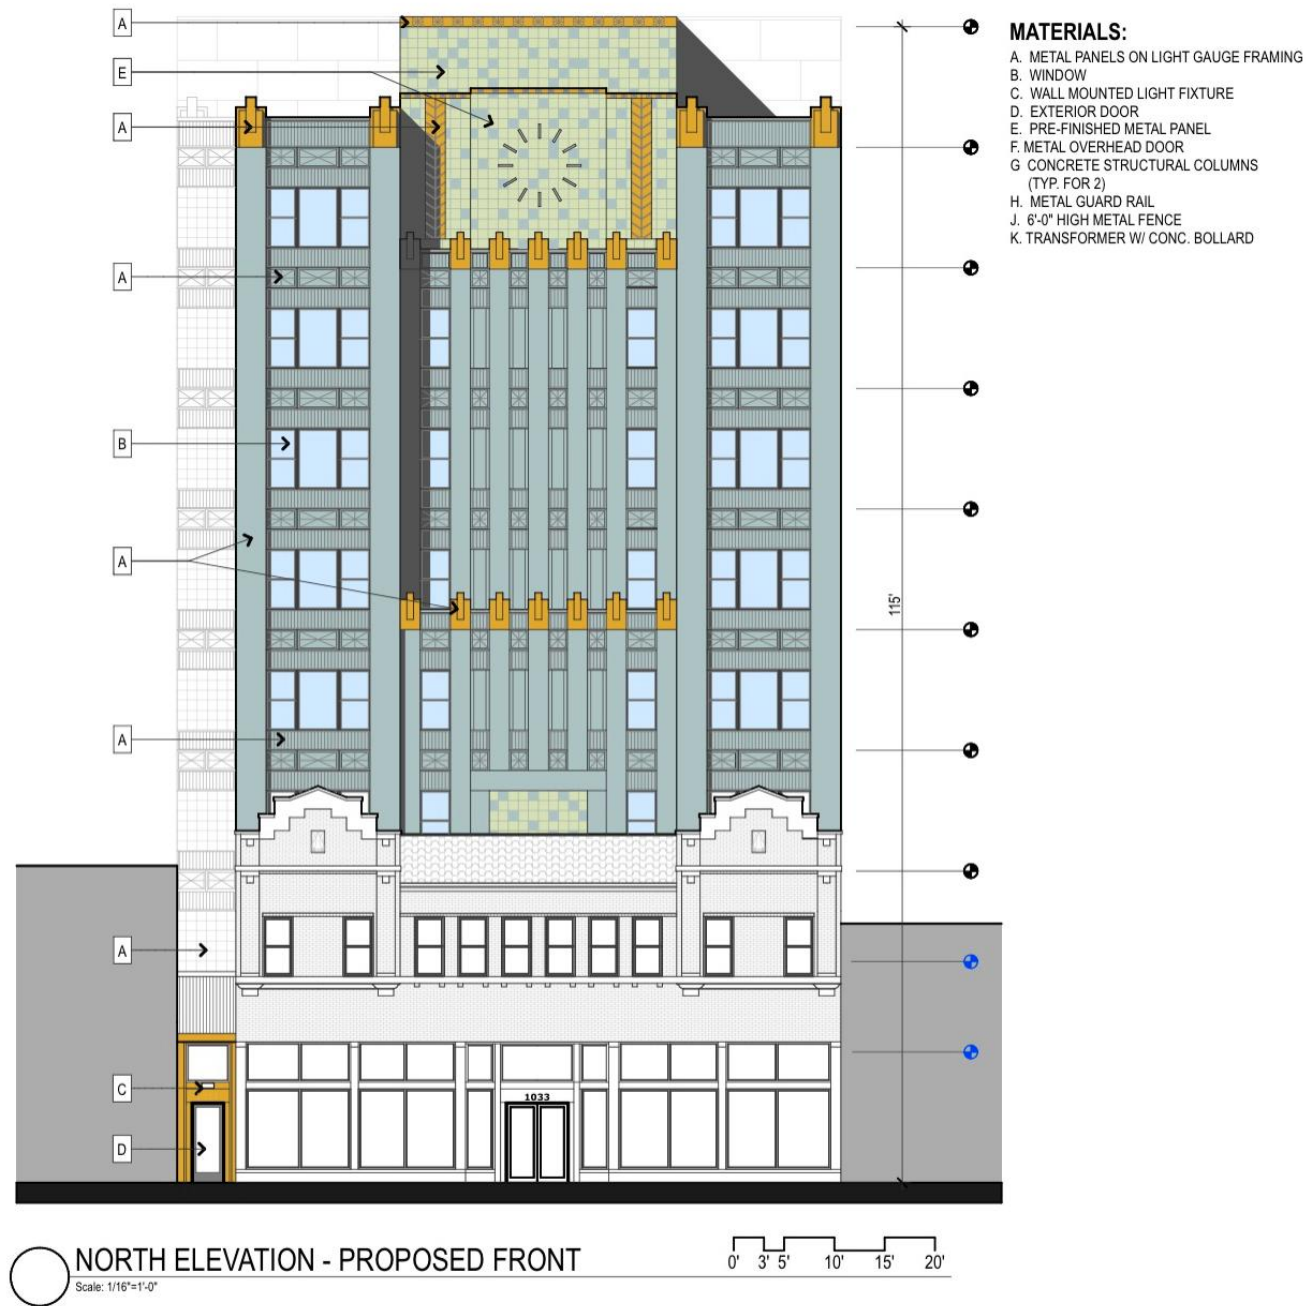 A
E
A
A
B
A
A
A
C
D
1033
115'
MATERIALS:
A. METAL PANELS ON LIGHT GAUGE FRAMING
B. WINDOW
C. WALL MOUNTED LIGHT FIXTURE
D. EXTERIOR DOOR
E. PRE-FINISHED METAL PANEL
F. METAL OVERHEAD DOOR
G CONCRETE STRUCTURAL COLUMNS
(TYP. FOR 2)
H. METAL GUARD RAIL
J. 6'-0" HIGH METAL FENCE
K. TRANSFORMER W/ CONC. BOLLARD
NORTH ELEVATION - PROPOSED FRONT
Scale: 1/16"=1'-0"
0' 3' 5' 10' 15' 20'